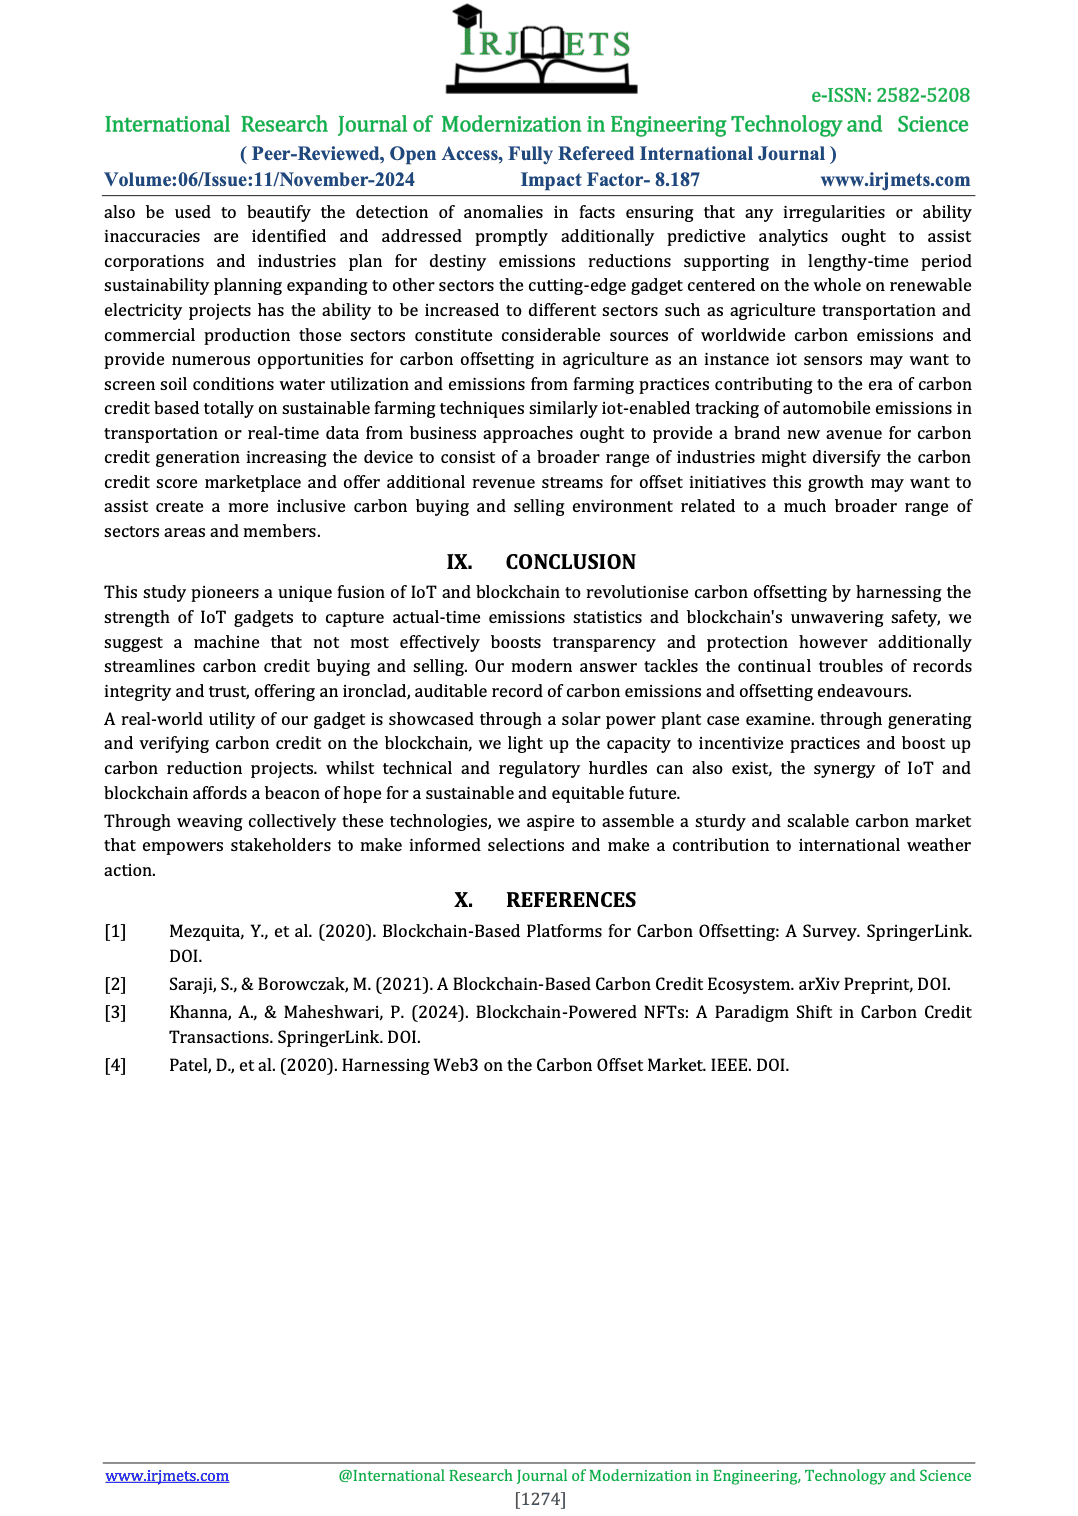 IRJMETS
e-ISSN: 2582-5208
International Research Journal of Modernization in Engineering Technology and Science
( Peer-Reviewed, Open Access, Fully Refereed International Journal )
Volume:06/Issue:11/November-2024 Impact Factor- 8.187 www.irjmets.com
also be used to beautify the detection of anomalies in facts ensuring that any irregularities or ability
inaccuracies are identified and addressed promptly additionally predictive analytics ought to assist
corporations and industries plan for destiny emissions reductions supporting in lengthy-time period
sustainability planning expanding to other sectors the cutting-edge gadget centered on the whole on renewable
electricity projects has the ability to be increased to different sectors such as agriculture transportation and
commercial production those sectors constitute considerable sources of worldwide carbon emissions and
provide numerous opportunities for carbon offsetting in agriculture as an instance iot sensors may want to
screen soil conditions water utilization and emissions from farming practices contributing to the era of carbon
credit based totally on sustainable farming techniques similarly iot-enabled tracking of automobile emissions in
transportation or real-time data from business approaches ought to provide a brand new avenue for carbon
credit generation increasing the device to consist of a broader range of industries might diversify the carbon
credit score marketplace and offer additional revenue streams for offset initiatives this growth may want to
assist create a more inclusive carbon buying and selling environment related to a much broader range of
sectors areas and members.
IX. CONCLUSION
This study pioneers a unique fusion of IoT and blockchain to revolutionise carbon offsetting by harnessing the
strength of IoT gadgets to capture actual-time emissions statistics and blockchain's unwavering safety, we
suggest a machine that not most effectively boosts transparency and protection however additionally
streamlines carbon credit buying and selling. Our modern answer tackles the continual troubles of records
integrity and trust, offering an ironclad, auditable record of carbon emissions and offsetting endeavours.
A real-world utility of our gadget is showcased through a solar power plant case examine. through generating
and verifying carbon credit on the blockchain, we light up the capacity to incentivize practices and boost up
carbon reduction projects. whilst technical and regulatory hurdles can also exist, the synergy of IoT and
blockchain affords a beacon of hope for a sustainable and equitable future.
Through weaving collectively these technologies, we aspire to assemble a sturdy and scalable carbon market
that empowers stakeholders to make informed selections and make a contribution to international weather
action.
X. REFERENCES
[1] Mezquita, Y., et al. (2020). Blockchain-Based Platforms for Carbon Offsetting: A Survey. SpringerLink.
DOI.
[2] Saraji, S., & Borowczak, M. (2021). A Blockchain-Based Carbon Credit Ecosystem. arXiv Preprint, DOI.
[3] Khanna, A., & Maheshwari, P. (2024). Blockchain-Powered NFTs: A Paradigm Shift in Carbon Credit
Transactions. SpringerLink. DOI.
[4] Patel, D., et al. (2020). Harnessing Web3 on the Carbon Offset Market. IEEE. DOI.
www.irjmets.com @International Research Journal of Modernization in Engineering, Technology and Science
[1274]